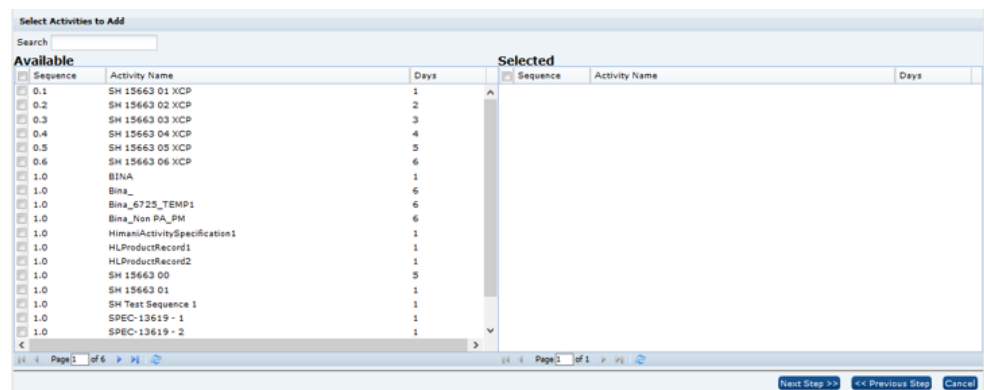 Select Activities to Add
Search
Available Selected
Sequence Activity Name Days Sequence Activity Name Days
0.1 SH 15663 01 XCP 1
0.2 SH 15663 02 XCP 2
0.3 SH 15663 03 XCP 3
0.4 SH 15663 04 XCP 4
0.5 SH 15663 05 XCP 5
0.6 SH 15663 06 XCP 6
1.0 BINA 1
1.0 Bina_ 6
1.0 Bina_6725_TEMP1 6
1.0 Bina_Non PA_PM 6
1.0 HimaniActivitySpecification1 1
1.0 HLProductRecord1 1
1.0 HLProductRecord2 1
1.0 SH 15663 00 5
1.0 SH 15663 01 1
1.0 SH Test Sequence 1 1
1.0 SPEC-13619 - 1 1
1.0 SPEC-13619 - 2 1
Page 1 of 6 Page 1 of 1
Next Step >> << Previous Step Cancel